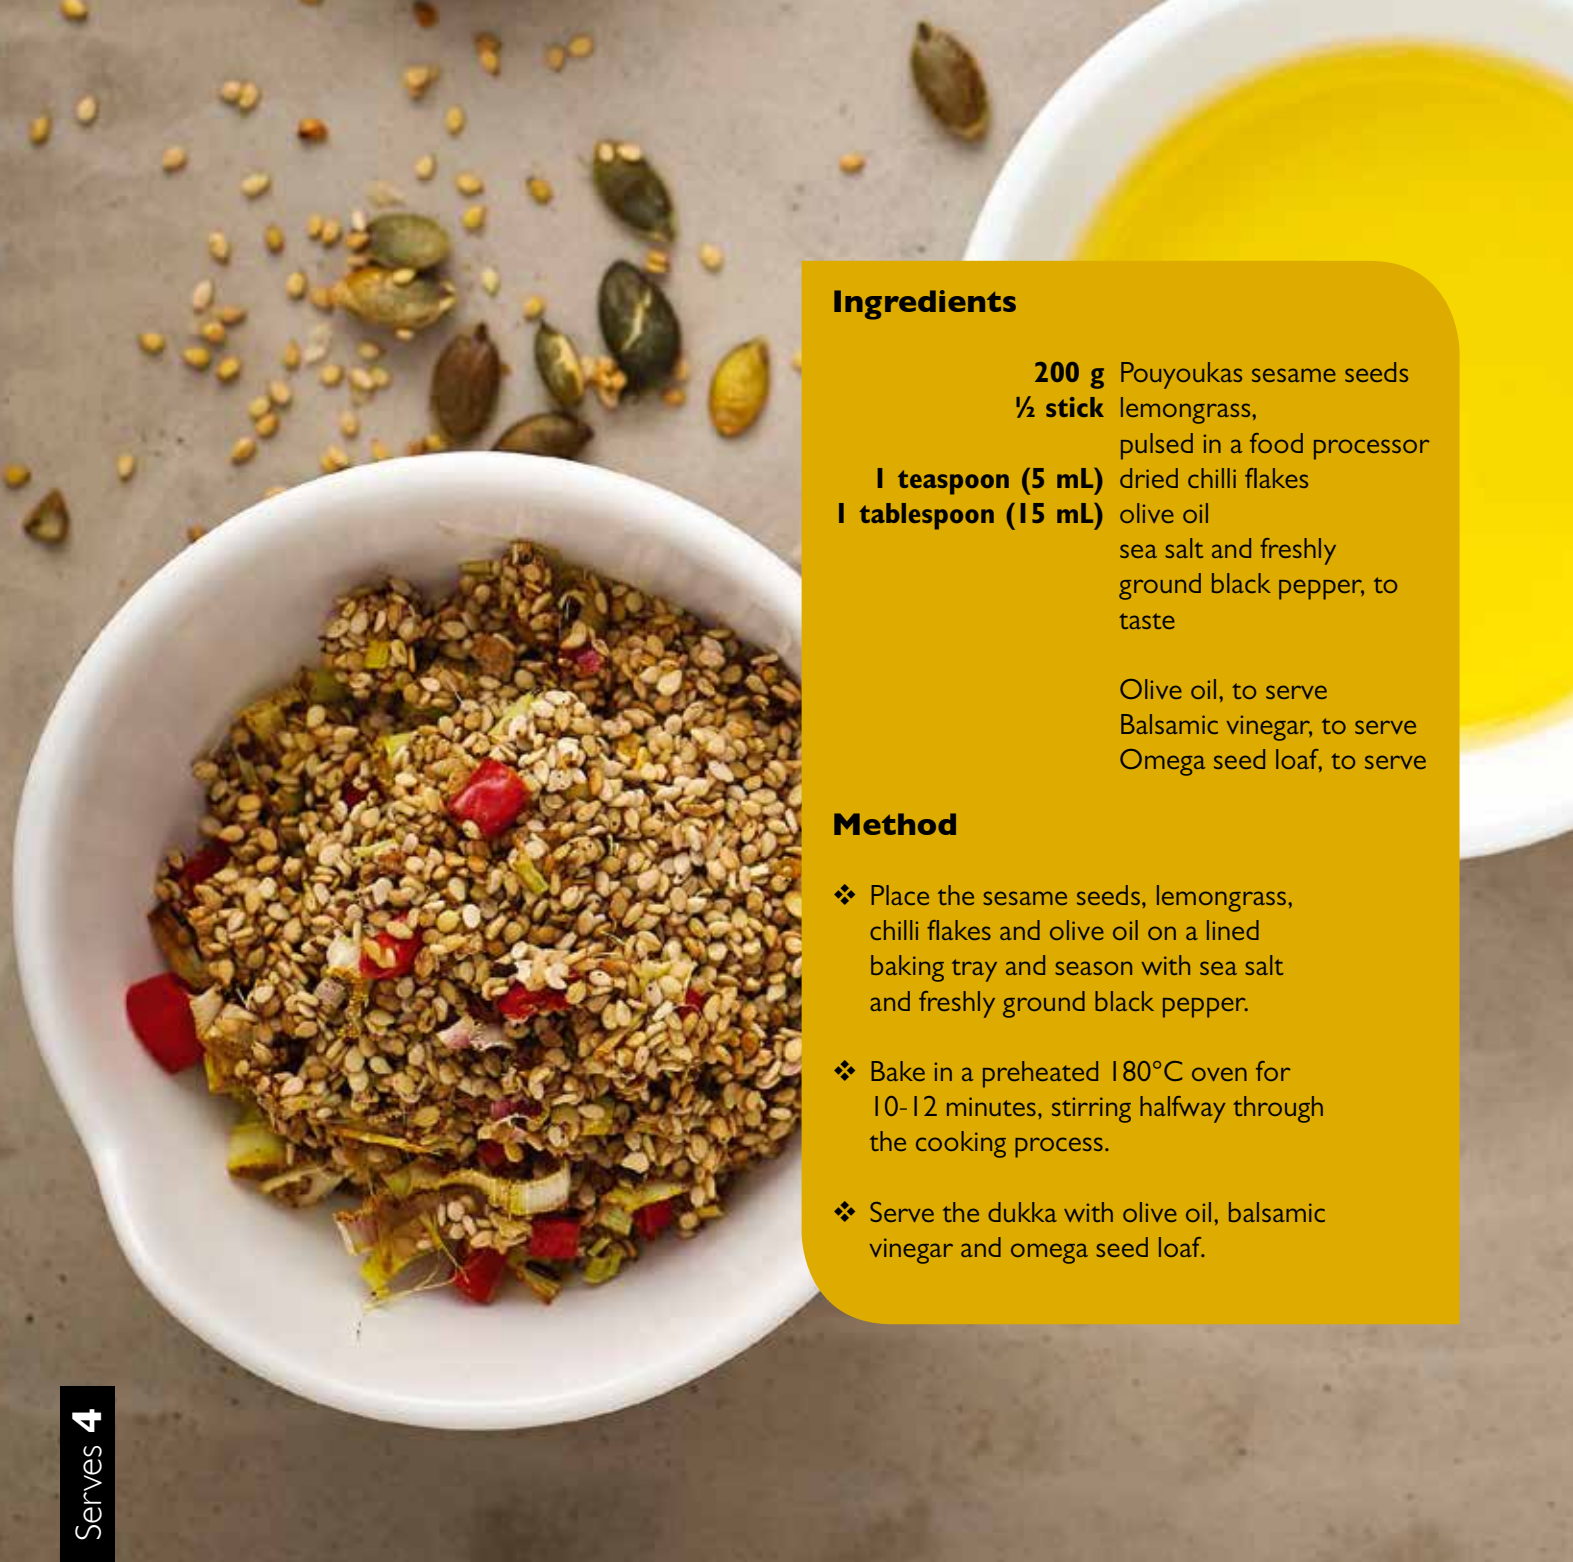 Ingredients
200 g Pouyoukas sesame seeds
½ stick lemongrass,
pulsed in a food processor
1 teaspoon (5 mL) dried chilli flakes
1 tablespoon (15 mL) olive oil
sea salt and freshly
ground black pepper, to
taste
Olive oil, to serve
Balsamic vinegar, to serve
Omega seed loaf, to serve
Method
❖ Place the sesame seeds, lemongrass,
chilli flakes and olive oil on a lined
baking tray and season with sea salt
and freshly ground black pepper.
❖ Bake in a preheated 180°C oven for
10-12 minutes, stirring halfway through
the cooking process.
❖ Serve the dukka with olive oil, balsamic
vinegar and omega seed loaf.
Serves 4